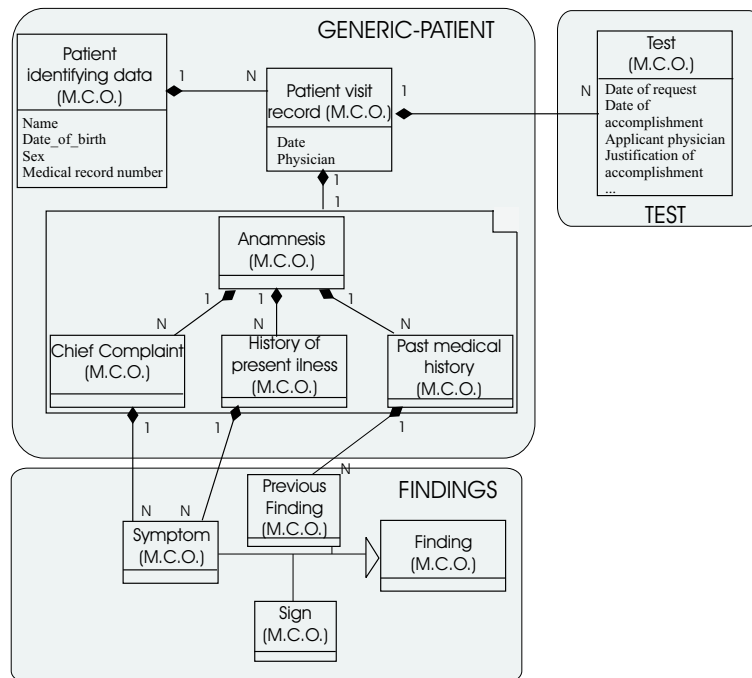 GENERIC-PATIENT
Patient
identifying data
(M.C.O.)
Name
Date_of_birth
Sex
Medical record number
1
N
Patient visit
record (M.C.O.)
Date
Physician
1
N
Test
(M.C.O.)
Date of request
Date of
accomplishment
Applicant physician
Justification of
accomplishment
...
TEST
1
1
Anamnesis
(M.C.O.)
1
1
1
N
N
N
Chief Complaint
(M.C.O.)
History of
present ilness
(M.C.O.)
Past medical
history
(M.C.O.)
1
1
1
N
N
N
FINDINGS
Previous
Finding
(M.C.O.)
Symptom
(M.C.O.)
Finding
(M.C.O.)
Sign
(M.C.O.)